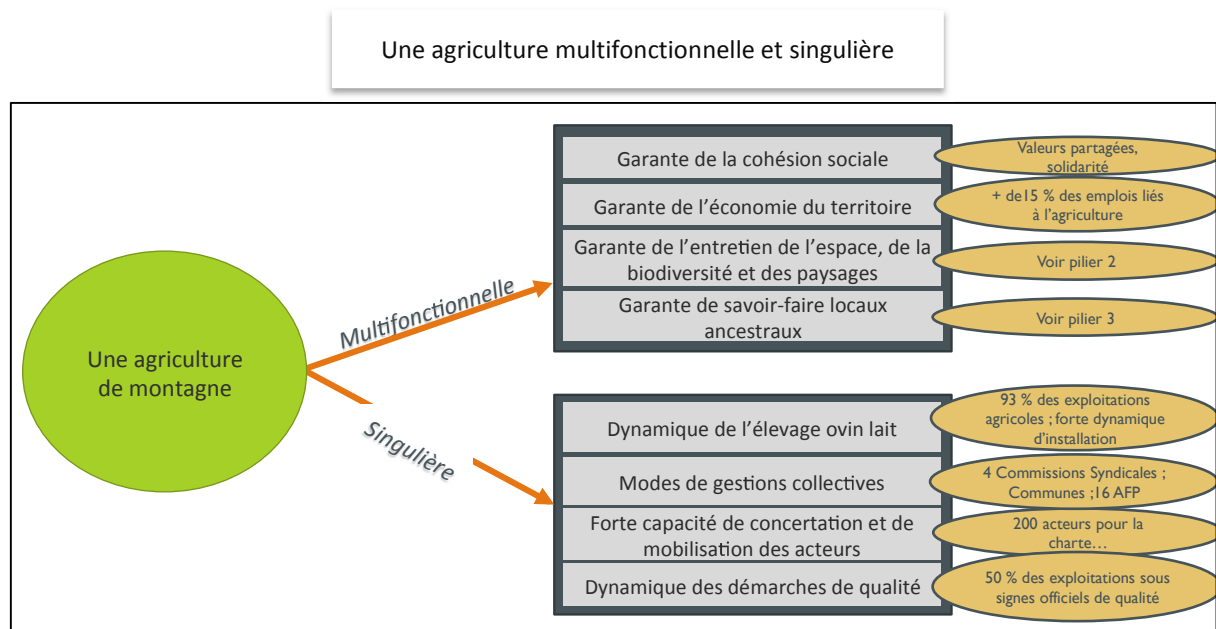 Une agriculture multifonctionnelle et singulière
Une agriculture
de montagne
Multifonctionnelle
Garante de la cohésion sociale
Valeurs partagées,
solidarité
Garante de l’économie du territoire
+ de15 % des emplois liés
à l’agriculture
Garante de l’entretien de l’espace, de la
biodiversité et des paysages
Voir pilier 2
Garante de savoir-faire locaux
ancestraux
Voir pilier 3
Singulière
Dynamique de l’élevage ovin lait
93 % des exploitations
agricoles ; forte dynamique
d’installation
Modes de gestions collectives
4 Commissions Syndicales ;
Communes ;16 AFP
Forte capacité de concertation et de
mobilisation des acteurs
200 acteurs pour la
charte…
Dynamique des démarches de qualité
50 % des exploitations sous
signes officiels de qualité